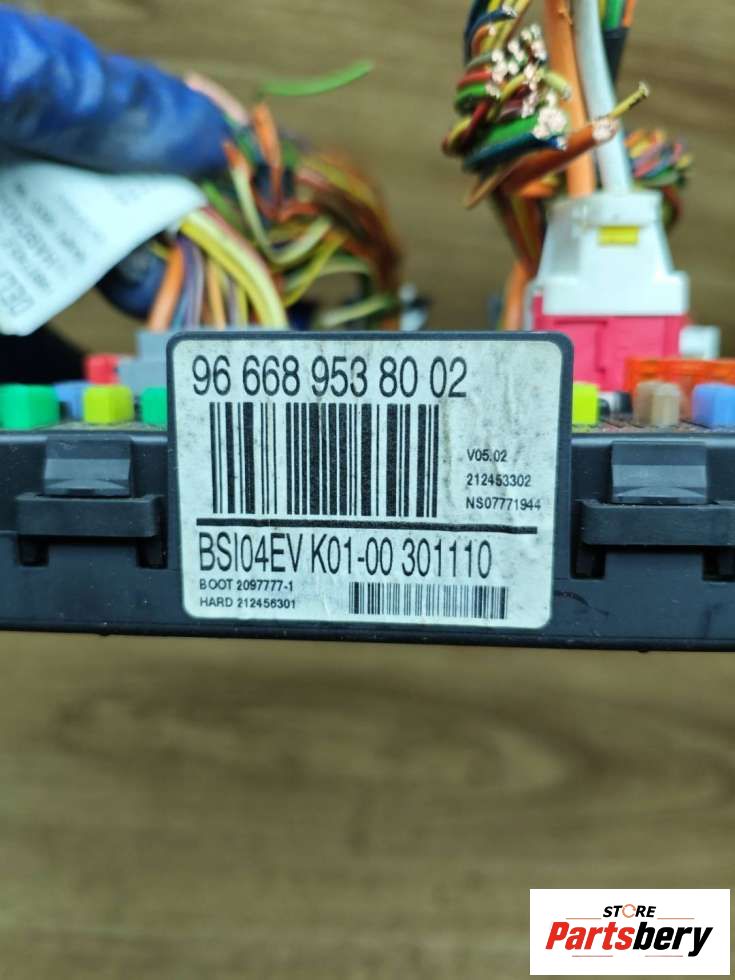 96 668 953 80 02
V05.02
212453302
NS07771944
BSI04EV K01-00 301110
BOOT 2097777-1
HARD 212456301
STORE
Partsbery